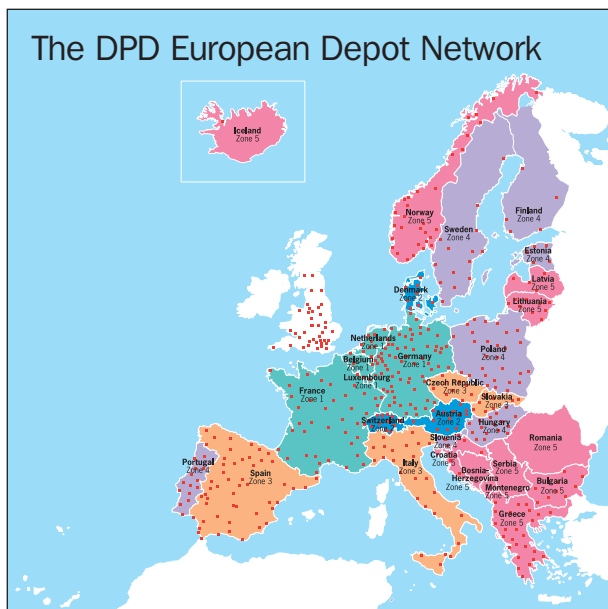 The DPD European Depot Network
Iceland
Zone 5
Norway
Zone 5
Sweden
Zone 4
Finland
Zone 4
Estonia
Zone 4
Latvia
Zone 5
Lithuania
Zone 5
Denmark
Zone 2
Netherlands
Zone 1
Belgium
Zone 1
Luxembourg
Zone 1
Germany
Zone 1
Poland
Zone 4
France
Zone 1
Czech Republic
Zone 3
Slovakia
Zone 3
Switzerland
Zone 2
Austria
Zone 2
Hungary
Zone 4
Slovenia
Zone 4
Croatia
Zone 5
Romania
Zone 5
Portugal
Zone 4
Spain
Zone 3
Italy
Zone 3
Bosnia-
Herzegovina
Zone 5
Serbia
Zone 5
Montenegro
Zone 5
Bulgaria
Zone 5
Greece
Zone 5